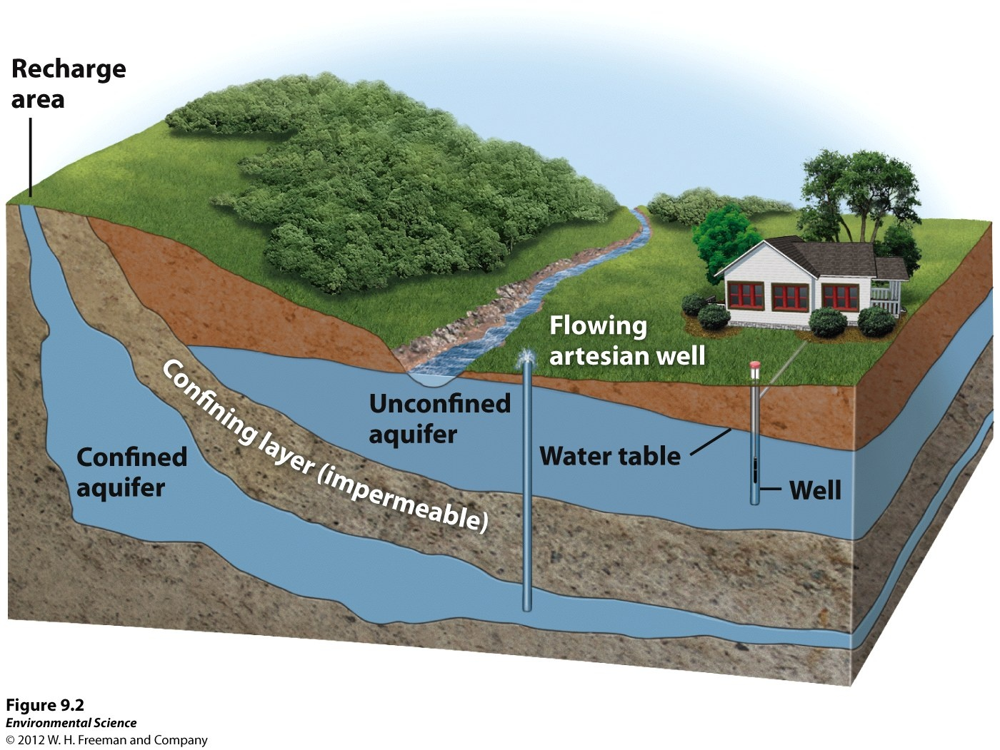 Recharge
area
Flowing
artesian well
Unconfined
aquifer
Confining layer (impermeable)
Water table
Confined
aquifer
Well
Figure 9.2
Environmental Science
© 2012 W. H. Freeman and Company